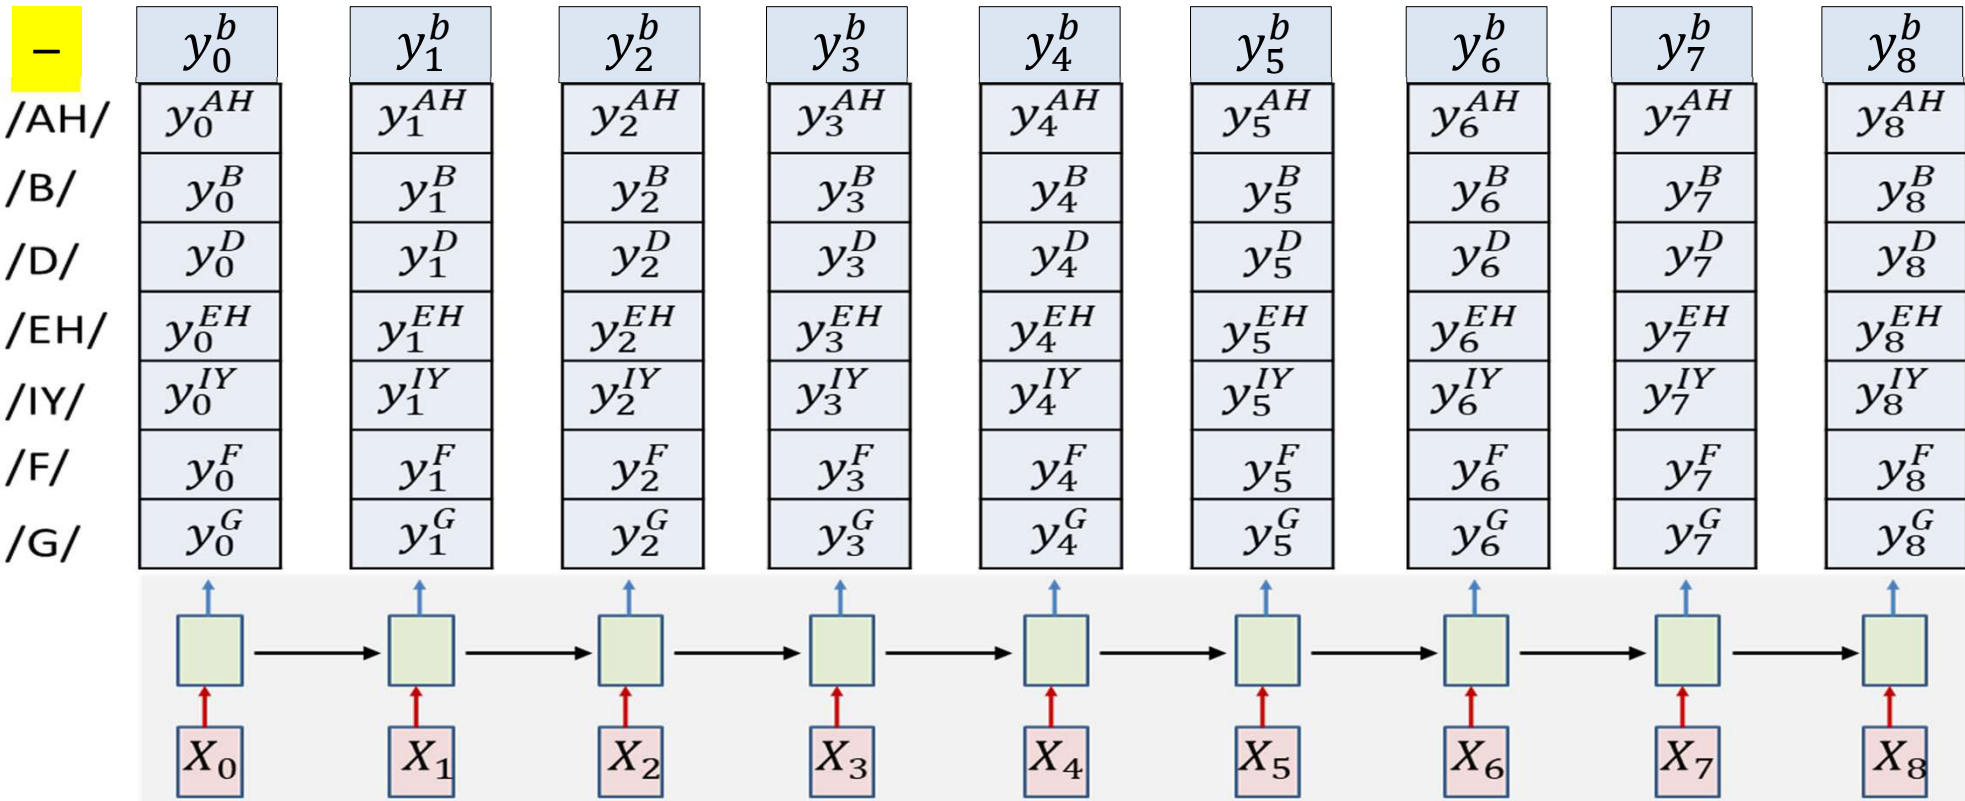 – y_0^b y_1^b y_2^b y_3^b y_4^b y_5^b y_6^b y_7^b y_8^b
/AH/ y_0^{AH} y_1^{AH} y_2^{AH} y_3^{AH} y_4^{AH} y_5^{AH} y_6^{AH} y_7^{AH} y_8^{AH}
/B/ y_0^B y_1^B y_2^B y_3^B y_4^B y_5^B y_6^B y_7^B y_8^B
/D/ y_0^D y_1^D y_2^D y_3^D y_4^D y_5^D y_6^D y_7^D y_8^D
/EH/ y_0^{EH} y_1^{EH} y_2^{EH} y_3^{EH} y_4^{EH} y_5^{EH} y_6^{EH} y_7^{EH} y_8^{EH}
/IY/ y_0^{IY} y_1^{IY} y_2^{IY} y_3^{IY} y_4^{IY} y_5^{IY} y_6^{IY} y_7^{IY} y_8^{IY}
/F/ y_0^F y_1^F y_2^F y_3^F y_4^F y_5^F y_6^F y_7^F y_8^F
/G/ y_0^G y_1^G y_2^G y_3^G y_4^G y_5^G y_6^G y_7^G y_8^G
X_0 X_1 X_2 X_3 X_4 X_5 X_6 X_7 X_8